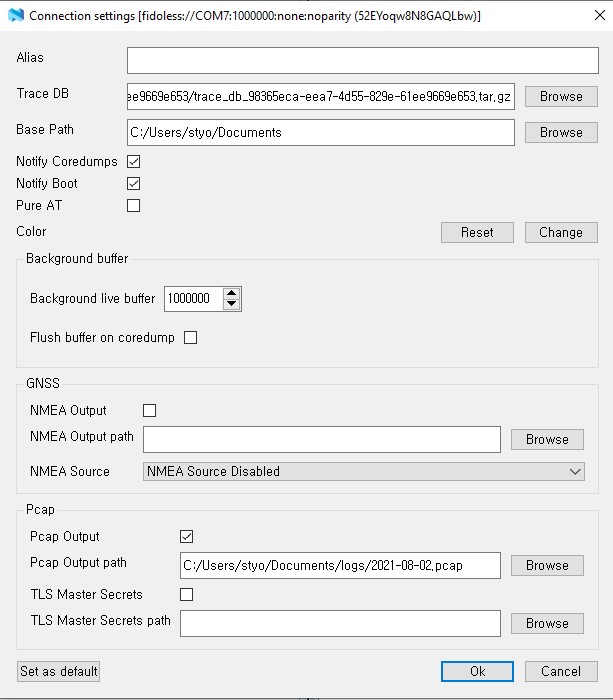 Connection settings [fidoless//COM7:1000000:none:noparity (52EYoqw8N8GAQLbw)]
Alias
Trace DB ee9669e653/trace_db_98365eca-eea7-4d55-829e-61ee9669e653.tar.gz Browse
Base Path C:/Users/styo/Documents Browse
Notify Coredumps
Notify Boot
Pure AT
Color Reset Change
Background buffer
Background live buffer 1000000
Flush buffer on coredump
GNSS
NMEA Output
NMEA Output path Browse
NMEA Source NMEA Source Disabled
Pcap
Pcap Output
Pcap Output path C:/Users/styo/Documents/logs/2021-08-02.pcap Browse
TLS Master Secrets
TLS Master Secrets path Browse
Set as default Ok Cancel